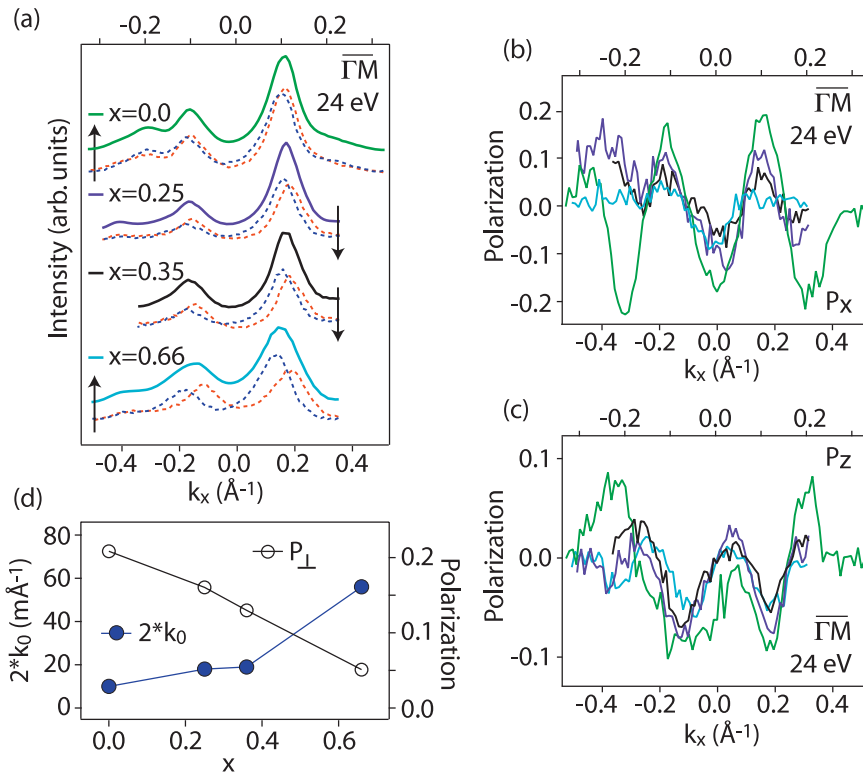 (a)
-0.2 0.0 0.2
ΓM
24 eV
x=0.0
x=0.25
x=0.35
x=0.66
Intensity (arb. units)
-0.4 -0.2 0.0 0.2 0.4
kx (Å-1)
(b)
-0.2 0.0 0.2
ΓM
24 eV
0.2
0.1
0.0
-0.1
-0.2
Polarization
Px
-0.4 -0.2 0.0 0.2 0.4
kx (Å-1)
(c)
-0.2 0.0 0.2
Pz
0.1
0.0
-0.1
Polarization
ΓM
24 eV
-0.4 -0.2 0.0 0.2 0.4
kx (Å-1)
(d)
80
60
40
20
0
2*k0 (mÅ-1)
P⊥
2*k0
0.2
0.1
0.0
Polarization
0.0 0.2 0.4 0.6
x